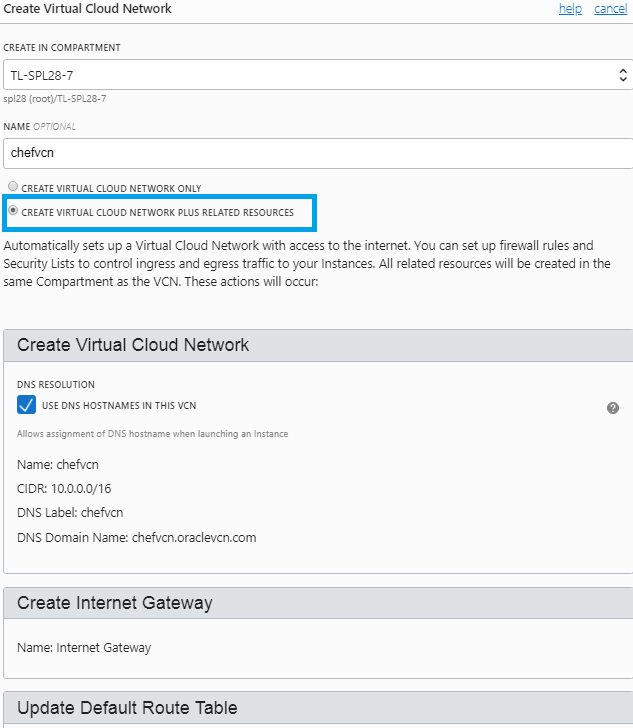 Create Virtual Cloud Network help cancel
CREATE IN COMPARTMENT
TL-SPL28-7
spl28 (root)/TL-SPL28-7
NAME OPTIONAL
chefvcn
CREATE VIRTUAL CLOUD NETWORK ONLY
CREATE VIRTUAL CLOUD NETWORK PLUS RELATED RESOURCES
Automatically sets up a Virtual Cloud Network with access to the internet. You can set up firewall rules and
Security Lists to control ingress and egress traffic to your Instances. All related resources will be created in the
same Compartment as the VCN. These actions will occur:
Create Virtual Cloud Network
DNS RESOLUTION
USE DNS HOSTNAMES IN THIS VCN
?
Allows assignment of DNS hostname when launching an Instance
Name: chefvcn
CIDR: 10.0.0.0/16
DNS Label: chefvcn
DNS Domain Name: chefvcn.oraclevcn.com
Create Internet Gateway
Name: Internet Gateway
Update Default Route Table